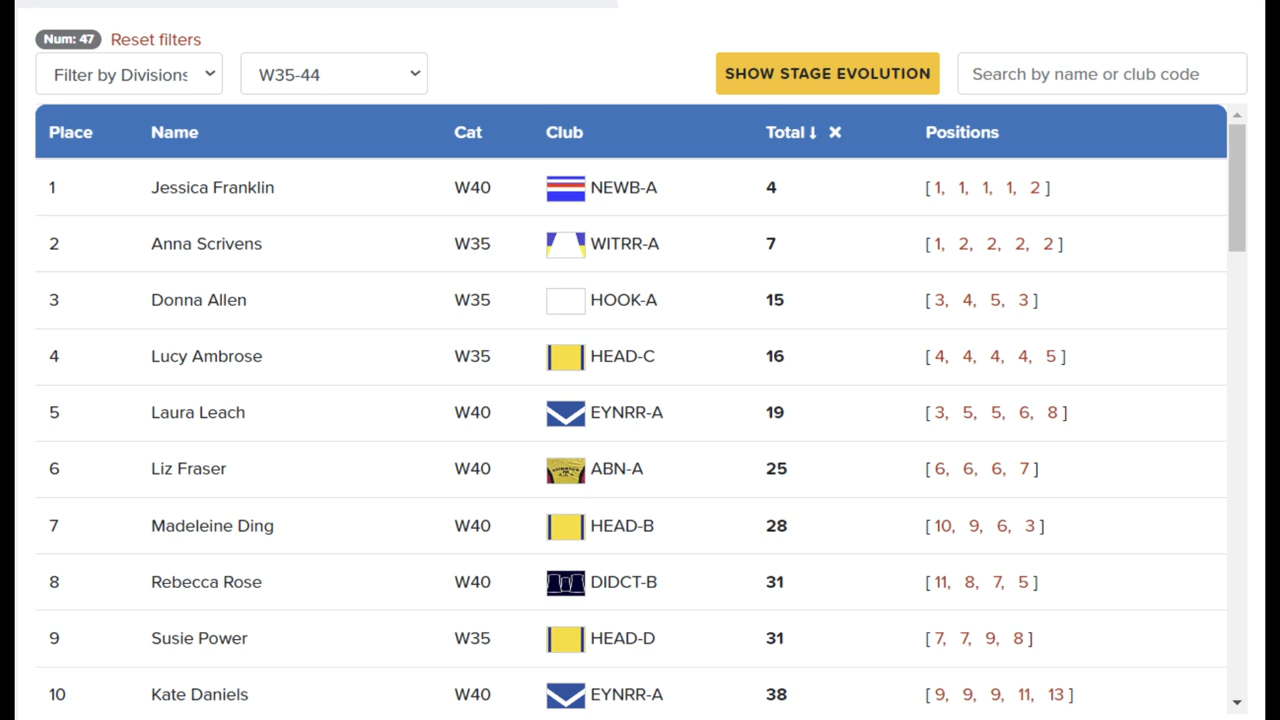 Num: 47 Reset filters
Filter by Divisions W35-44 SHOW STAGE EVOLUTION Search by name or club code
Place Name Cat Club Total Positions
1 Jessica Franklin W40 NEWB-A 4 [ 1, 1, 1, 1, 2 ]
2 Anna Scrivens W35 WITRR-A 7 [ 1, 2, 2, 2, 2 ]
3 Donna Allen W35 HOOK-A 15 [ 3, 4, 5, 3 ]
4 Lucy Ambrose W35 HEAD-C 16 [ 4, 4, 4, 4, 5 ]
5 Laura Leach W40 EYNRR-A 19 [ 3, 5, 5, 6, 8 ]
6 Liz Fraser W40 ABN-A 25 [ 6, 6, 6, 7 ]
7 Madeleine Ding W40 HEAD-B 28 [ 10, 9, 6, 3 ]
8 Rebecca Rose W40 DIDCT-B 31 [ 11, 8, 7, 5 ]
9 Susie Power W35 HEAD-D 31 [ 7, 7, 9, 8 ]
10 Kate Daniels W40 EYNRR-A 38 [ 9, 9, 9, 11, 13 ]